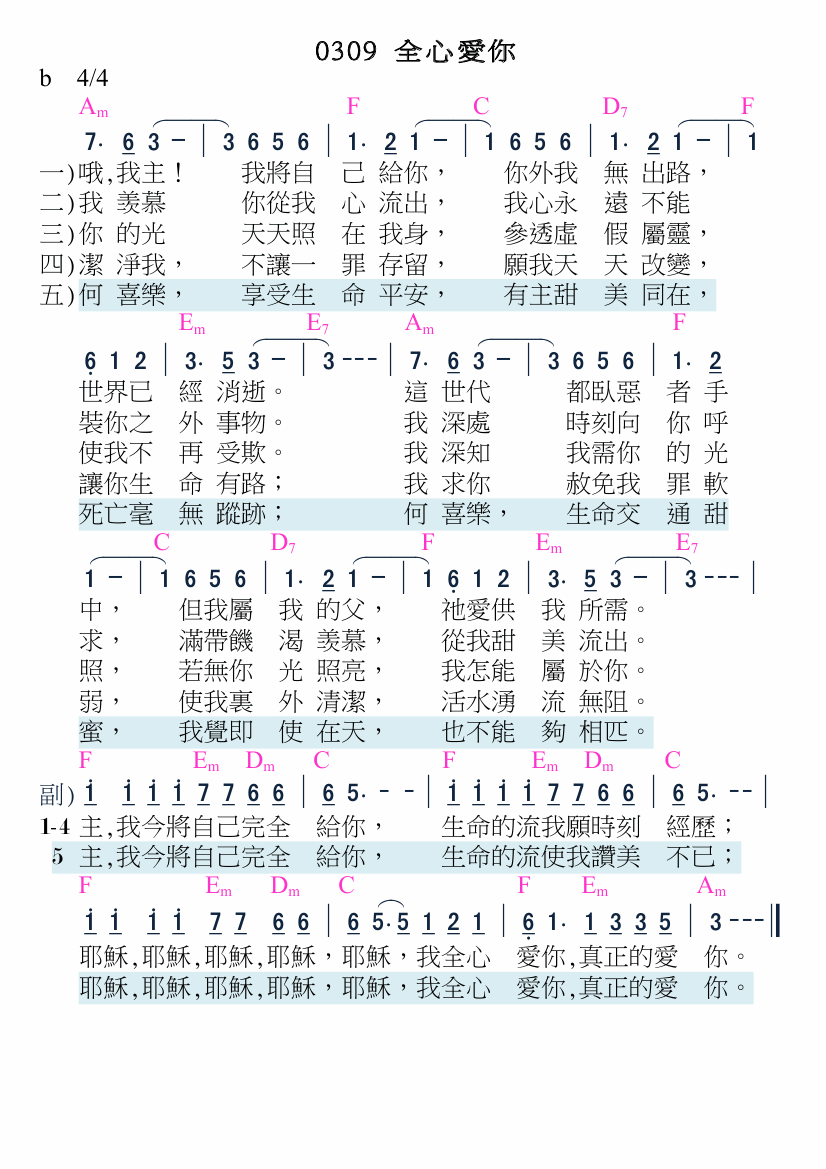 0309 全心愛你
b 4/4
Am F C D7 F
7· 6 3 - | 3 6 5 6 | 1· 2 1 - | 1 6 5 6 | 1· 2 1 - | 1
一)哦,我主! 我將自 己 給你, 你外我 無 出路,
二)我 羨慕 你從我 心 流出, 我心永 遠 不能
三)你 的光 天天照 在 我身, 參透虛 假 屬靈,
四)潔 淨我, 不讓一 罪 存留, 願我天 天 改變,
五)何 喜樂, 享受生 命 平安, 有主甜 美 同在,
Em E7 Am F
6̣ 1 2 | 3· 5 3 - | 3 --- | 7· 6 3 - | 3 6 5 6 | 1· 2
世界已 經 消逝。 這 世代 都臥惡 者 手
裝你之 外 事物。 我 深處 時刻向 你 呼
使我不 再 受欺。 我 深知 我需你 的 光
讓你生 命 有路; 我 求你 赦免我 罪 軟
死亡毫 無 蹤跡; 何 喜樂, 生命交 通 甜
C D7 F Em E7
1 - | 1 6 5 6 | 1· 2 1 - | 1 6̣ 1 2 | 3· 5 3 - | 3 --- |
中, 但我屬 我 的父, 祂愛供 我 所需。
求, 滿帶饑 渴 羨慕, 從我甜 美 流出。
照, 若無你 光 照亮, 我怎能 屬 於你。
弱, 使我裏 外 清潔, 活水湧 流 無阻。
蜜, 我覺即 使 在天, 也不能 夠 相匹。
F Em Dm C F Em Dm C
副) i i i i 7 7 6 6 | 6 5· - - | i i i i 7 7 6 6 | 6 5· -- |
1-4 主,我今將自己完全 給你, 生命的流我願時刻 經歷;
5 主,我今將自己完全 給你, 生命的流使我讚美 不已;
F Em Dm C F Em Am
i i i i 7 7 6 6 | 6 5· 5 1 2 1 | 6̣ 1· 1 3 3 5 | 3 --- ||
耶穌,耶穌,耶穌,耶穌,耶穌,我全心 愛你,真正的愛 你。
耶穌,耶穌,耶穌,耶穌,耶穌,我全心 愛你,真正的愛 你。